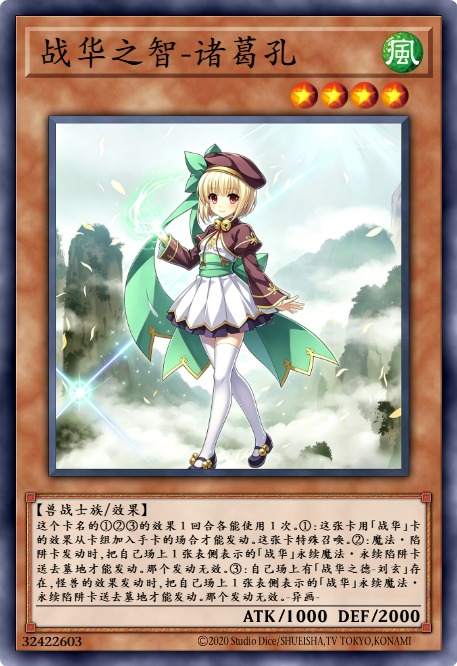 战华之智-诸葛孔
風
【兽战士族/效果】
这个卡名的①②③的效果1回合各能使用1次。①:这张卡用「战华」卡
的效果从卡组加入手卡的场合才能发动。这张卡特殊召唤。②:魔法·陷
阱卡发动时,把自己场上1张表侧表示的「战华」永续魔法·永续陷阱卡
送去墓地才能发动。那个发动无效。③:自己场上有「战华之德-刘玄」存
在,怪兽的效果发动时,把自己场上1张表侧表示的「战华」永续魔法·
永续陷阱卡送去墓地才能发动。那个发动无效。-异画-
ATK/1000 DEF/2000
32422603
©2020 Studio Dice/SHUEISHA,TV TOKYO,KONAMI